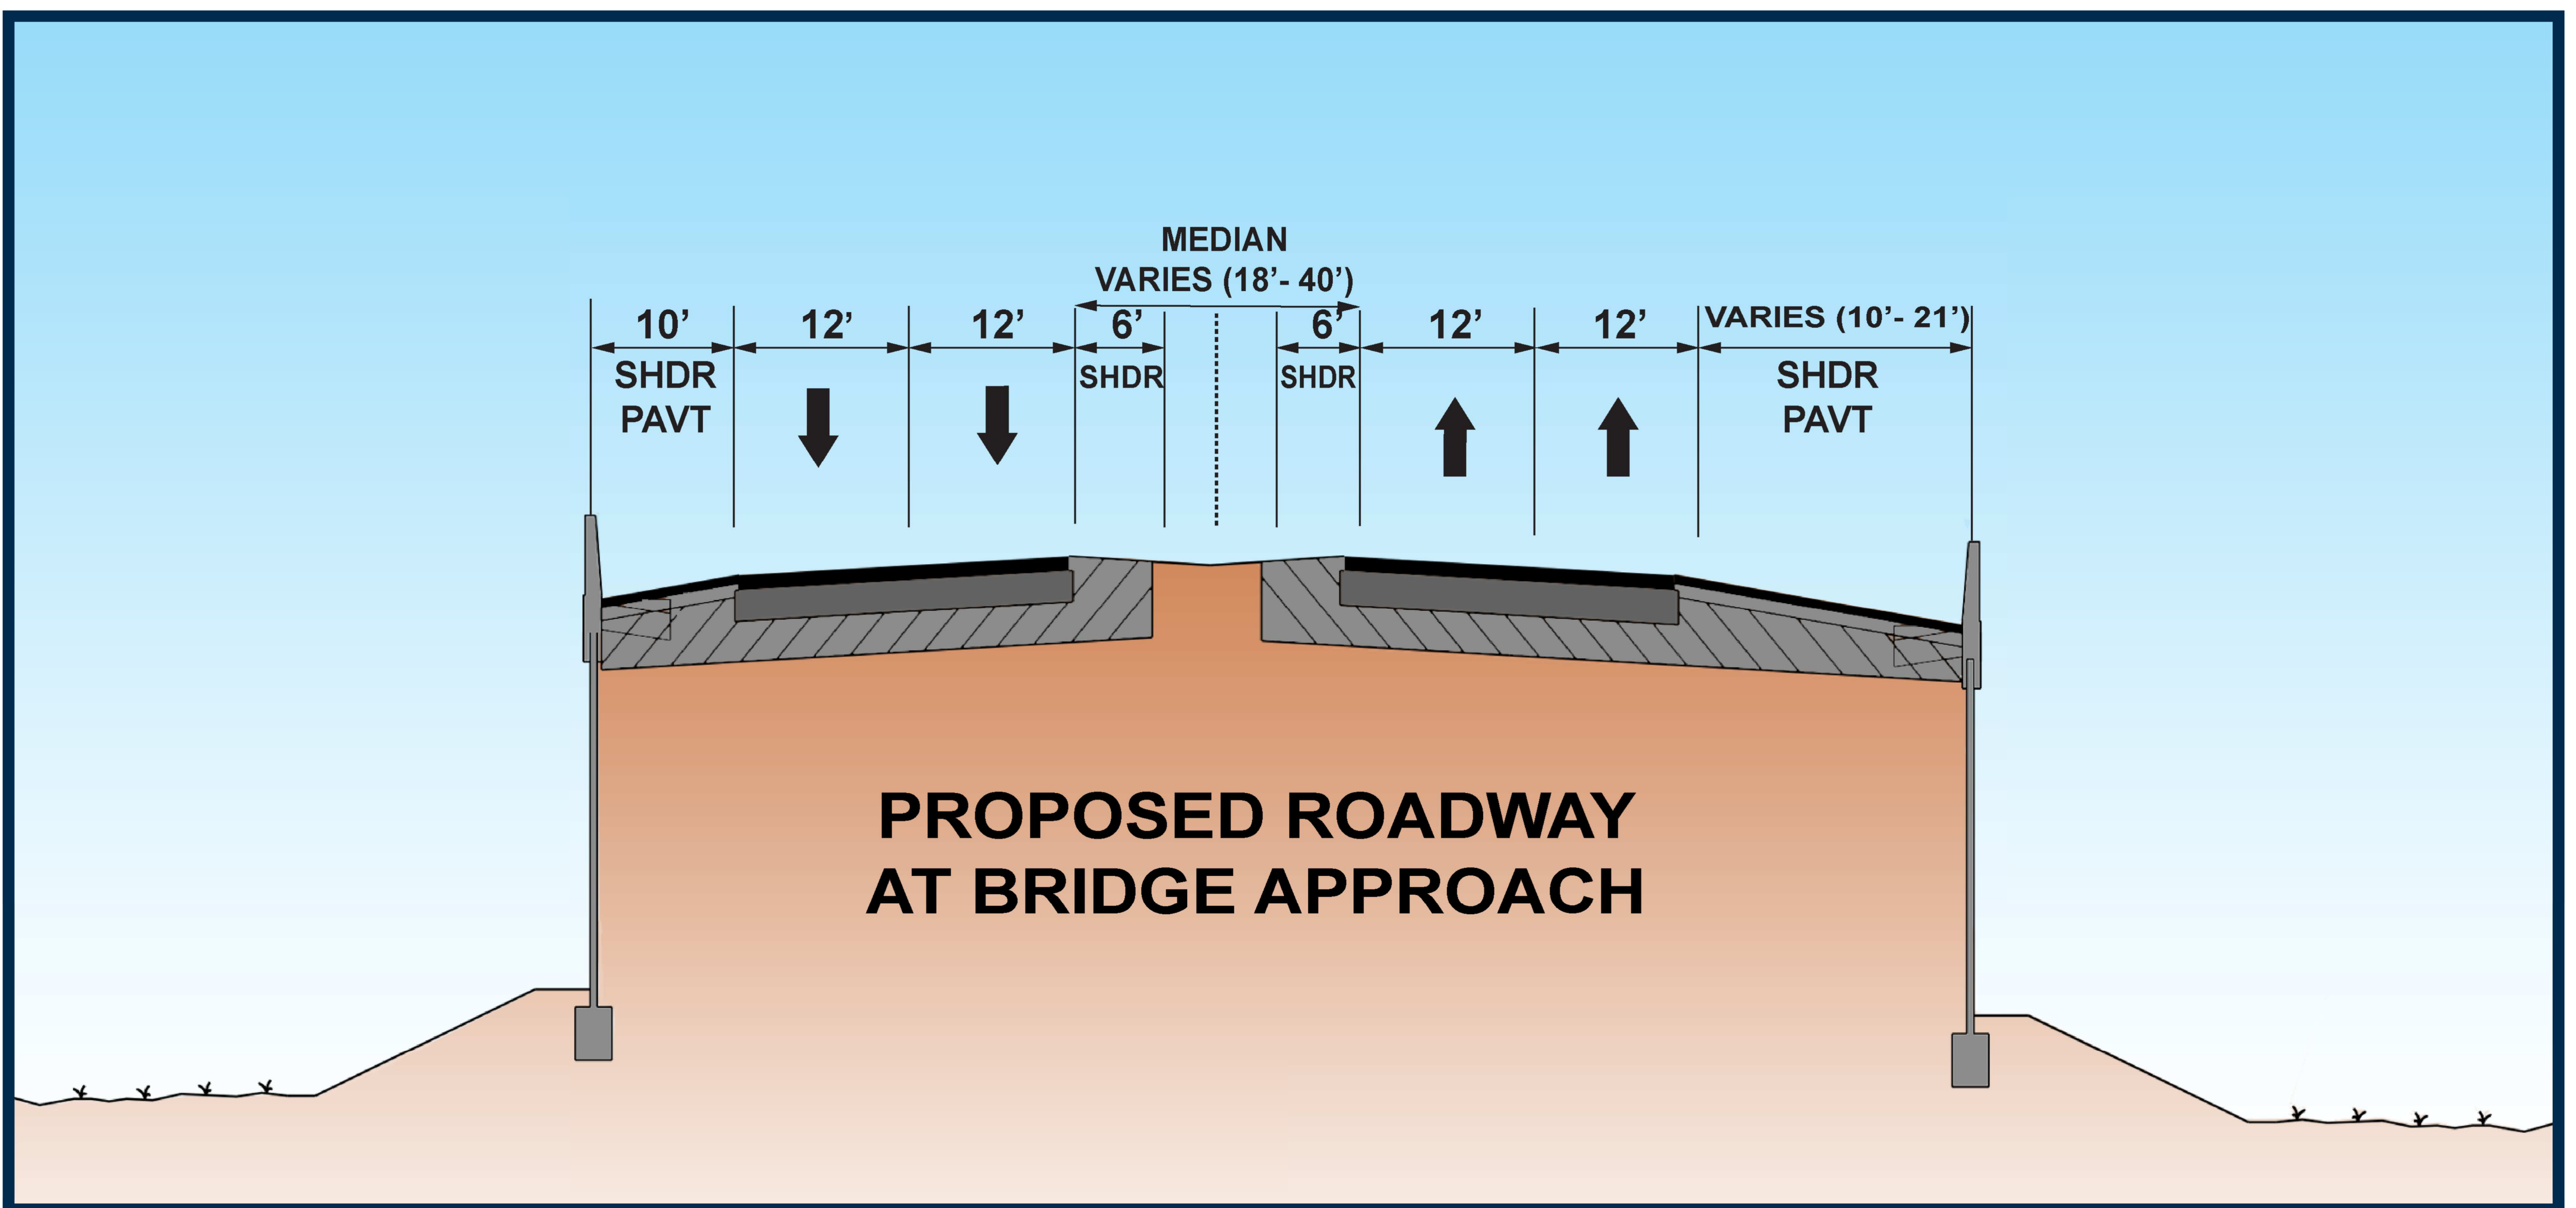 MEDIAN
VARIES (18’- 40’)
10’ 12’ 12’ 6’ 6’ 12’ 12’ VARIES (10’- 21’)
SHDR SHDR SHDR SHDR
PAVT PAVT
PROPOSED ROADWAY
AT BRIDGE APPROACH